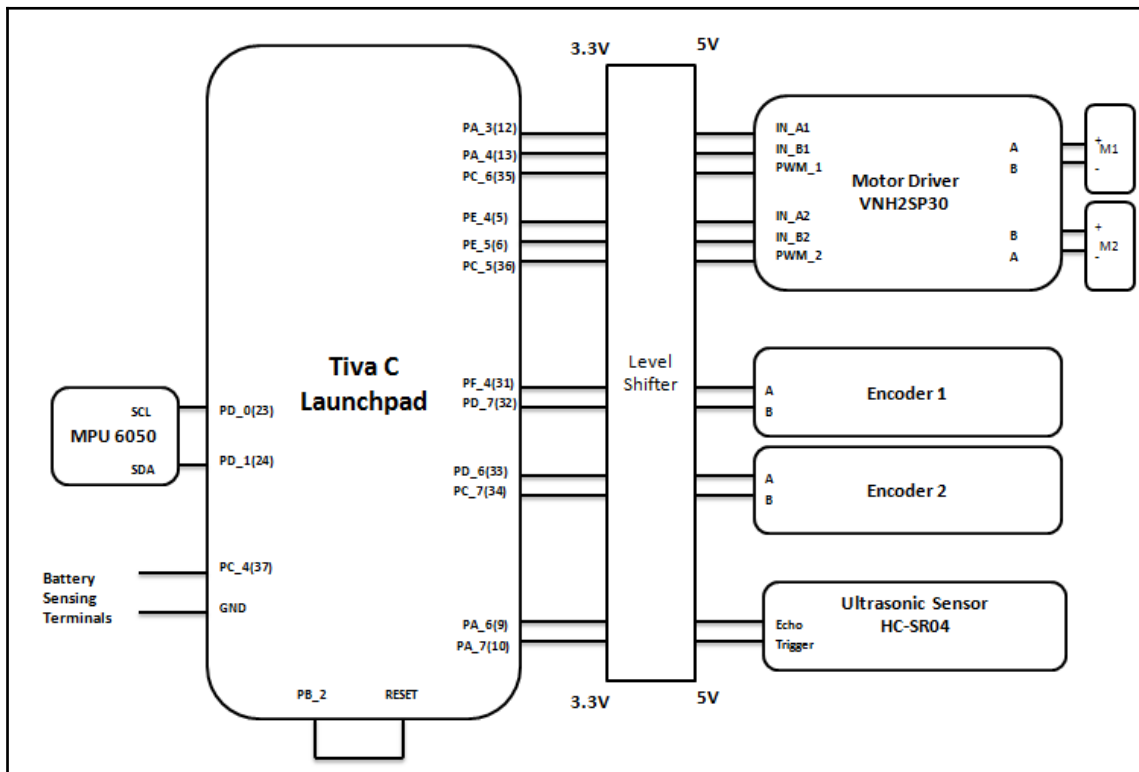 3.3V
5V
PA_3(12)
PA_4(13)
PC_6(35)
PE_4(5)
PE_5(6)
PC_5(36)
IN_A1
IN_B1
PWM_1
IN_A2
IN_B2
PWM_2
Motor Driver
VNH2SP30
A
B
B
A
+
M1
-
+
M2
-
Tiva C
Launchpad
Level
Shifter
PF_4(31)
PD_7(32)
A
B
Encoder 1
SCL
MPU 6050
SDA
PD_0(23)
PD_1(24)
PD_6(33)
PC_7(34)
A
B
Encoder 2
Battery
Sensing
Terminals
PC_4(37)
GND
PA_6(9)
PA_7(10)
Ultrasonic Sensor
HC-SR04
Echo
Trigger
PB_2
RESET
3.3V
5V